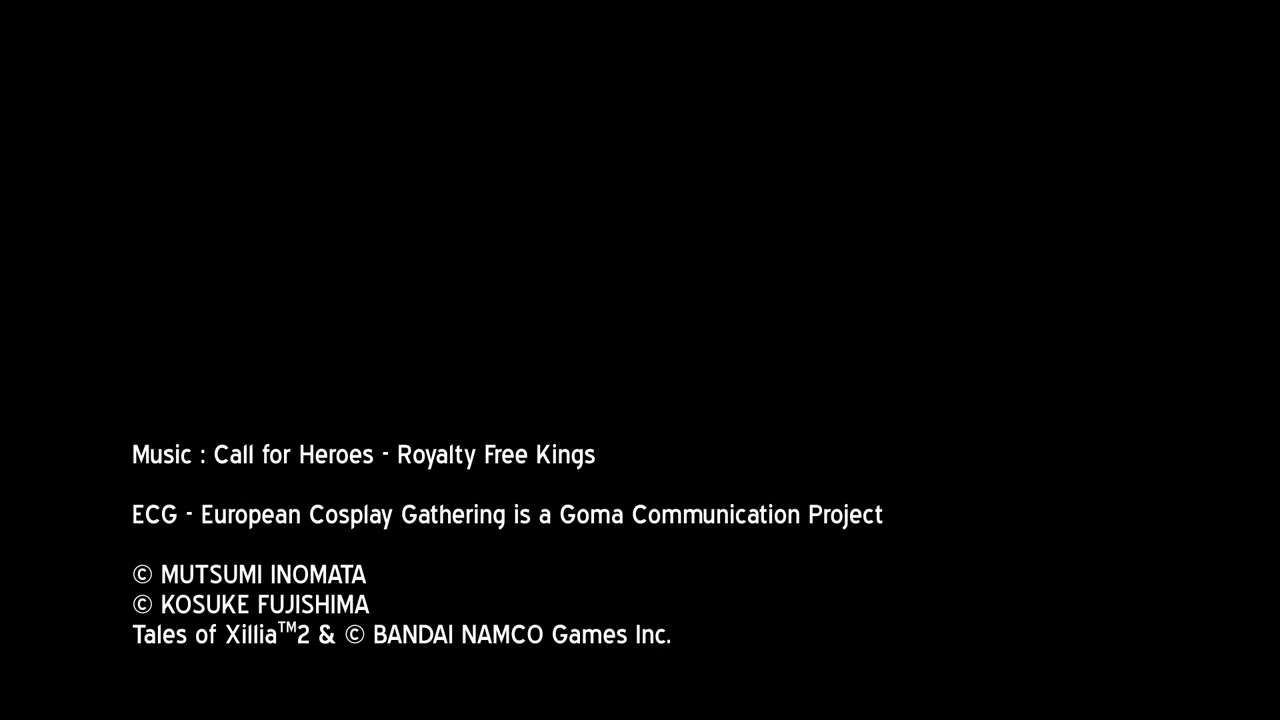 Music : Call for Heroes - Royalty Free Kings
ECG - European Cosplay Gathering is a Goma Communication Project
© MUTSUMI INOMATA
© KOSUKE FUJISHIMA
Tales of Xillia™2 & © BANDAI NAMCO Games Inc.